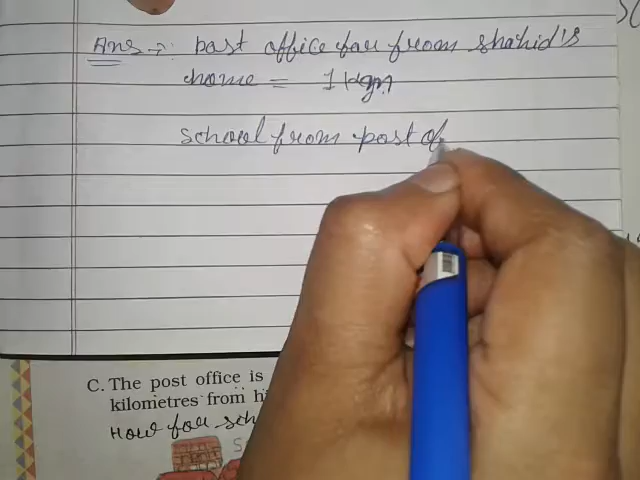 Ans :- Post office far from shahid's
home = 1 Kgm
school from post of
C. The post office is
kilometres from hi
How far sch